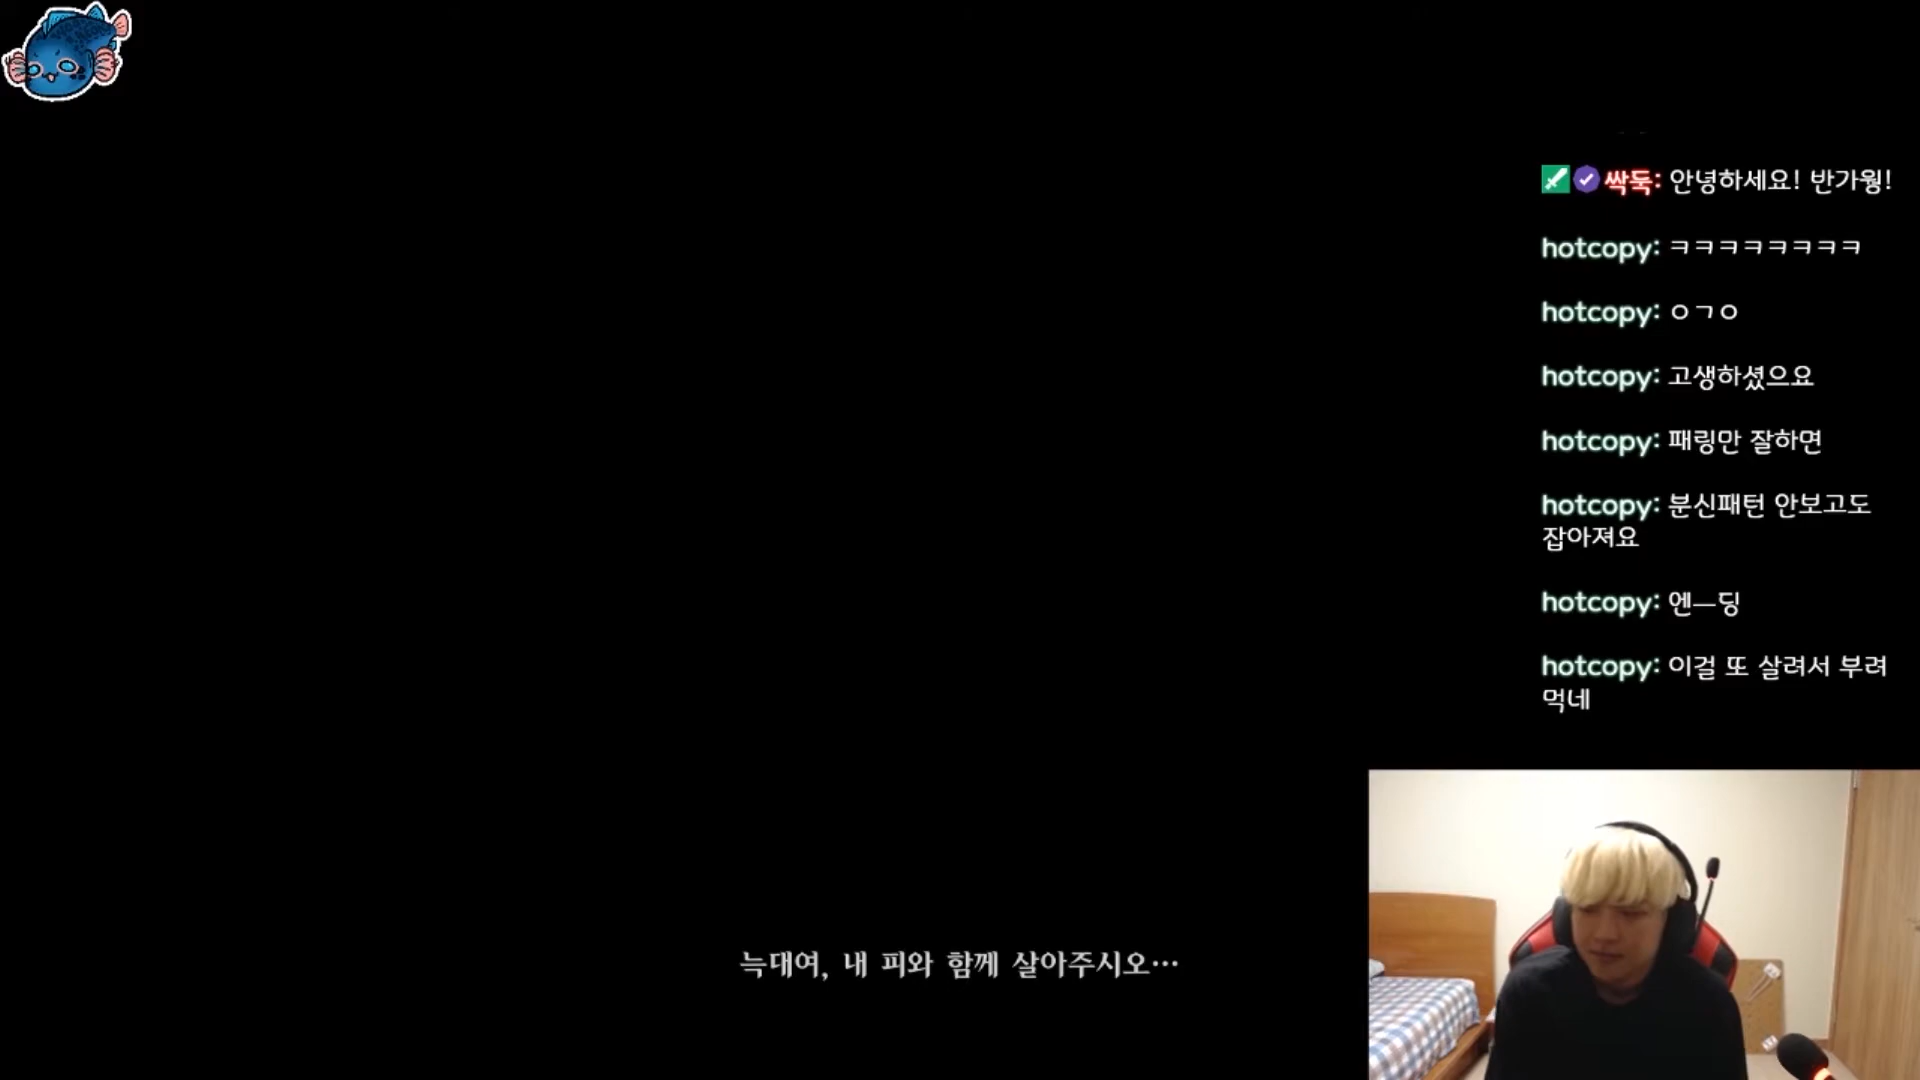 싹둑: 안녕하세요! 반가웡!
hotcopy: ㅋㅋㅋㅋㅋㅋㅋㅋ
hotcopy: ㅇㄱㅇ
hotcopy: 고생하셨으요
hotcopy: 패링만 잘하면
hotcopy: 분신패턴 안보고도
잡아져요
hotcopy: 엔—딩
hotcopy: 이걸 또 살려서 부려
먹네
늑대여, 내 피와 함께 살아주시오…